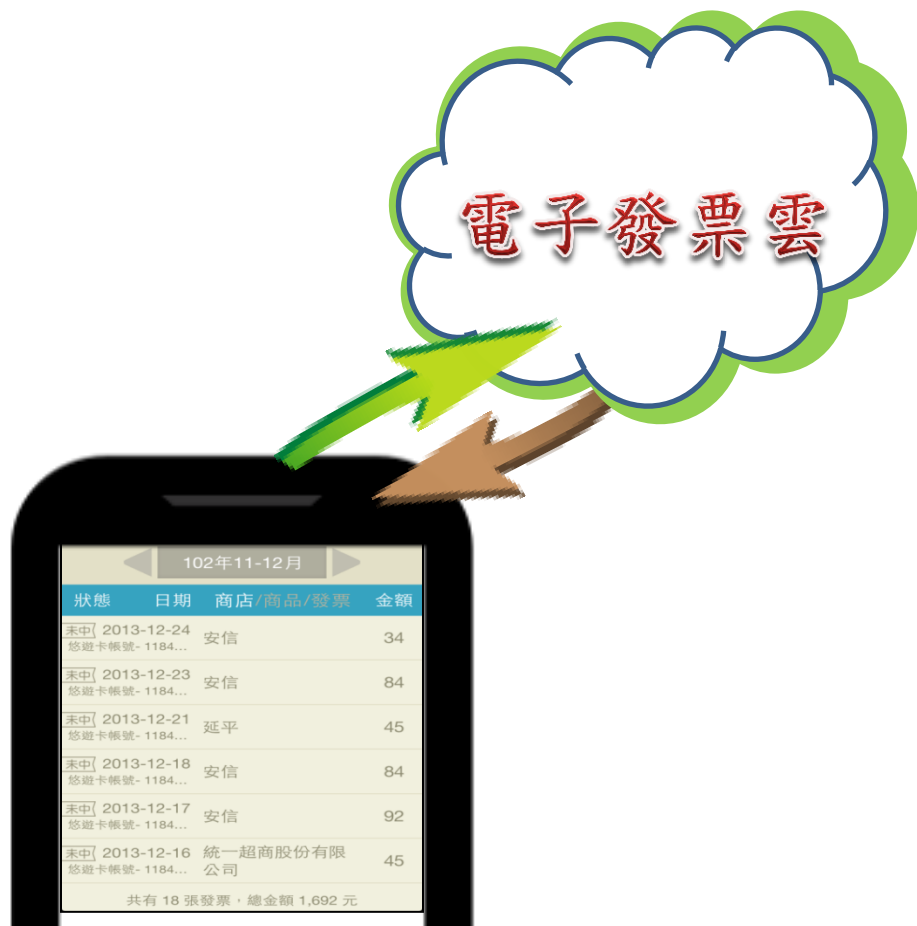 電子發票雲
102年11-12月
狀態 日期 商店/商品/發票 金額
未中 2013-12-24 安信 34
悠遊卡帳號- 1184...
未中 2013-12-23 安信 84
悠遊卡帳號- 1184...
未中 2013-12-21 延平 45
悠遊卡帳號- 1184...
未中 2013-12-18 安信 84
悠遊卡帳號- 1184...
未中 2013-12-17 安信 92
悠遊卡帳號- 1184...
未中 2013-12-16 統一超商股份有限 45
悠遊卡帳號- 1184... 公司
共有 18 張發票，總金額 1,692 元